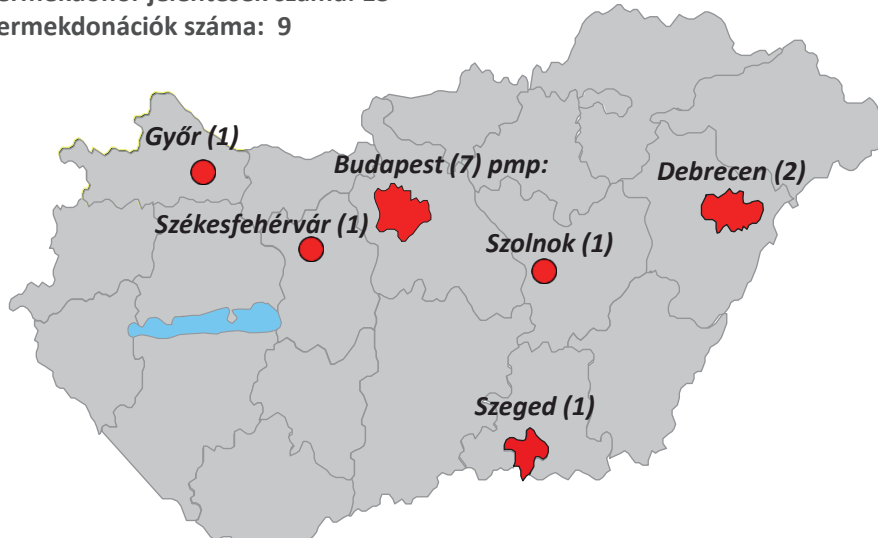 ermekdonációk száma: 9
Győr (1)
Budapest (7) pmp:
Debrecen (2)
Székesfehérvár (1)
Szolnok (1)
Szeged (1)